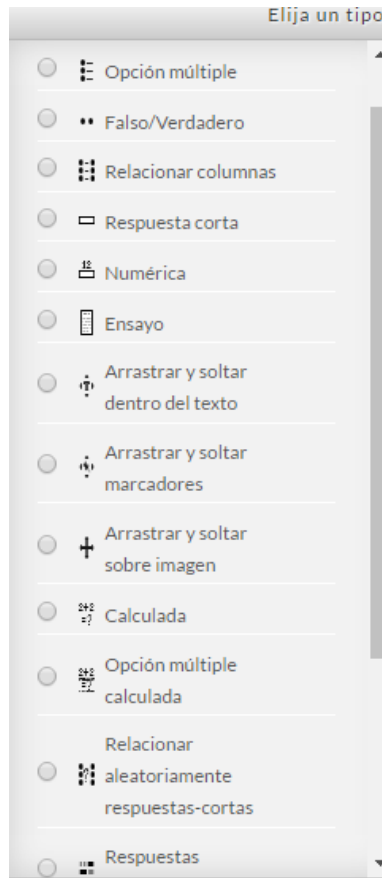 Elija un tipo
Opción múltiple
Falso/Verdadero
Relacionar columnas
Respuesta corta
Numérica
Ensayo
Arrastrar y soltar
dentro del texto
Arrastrar y soltar
marcadores
Arrastrar y soltar
sobre imagen
Calculada
Opción múltiple
calculada
Relacionar
aleatoriamente
respuestas-cortas
Respuestas